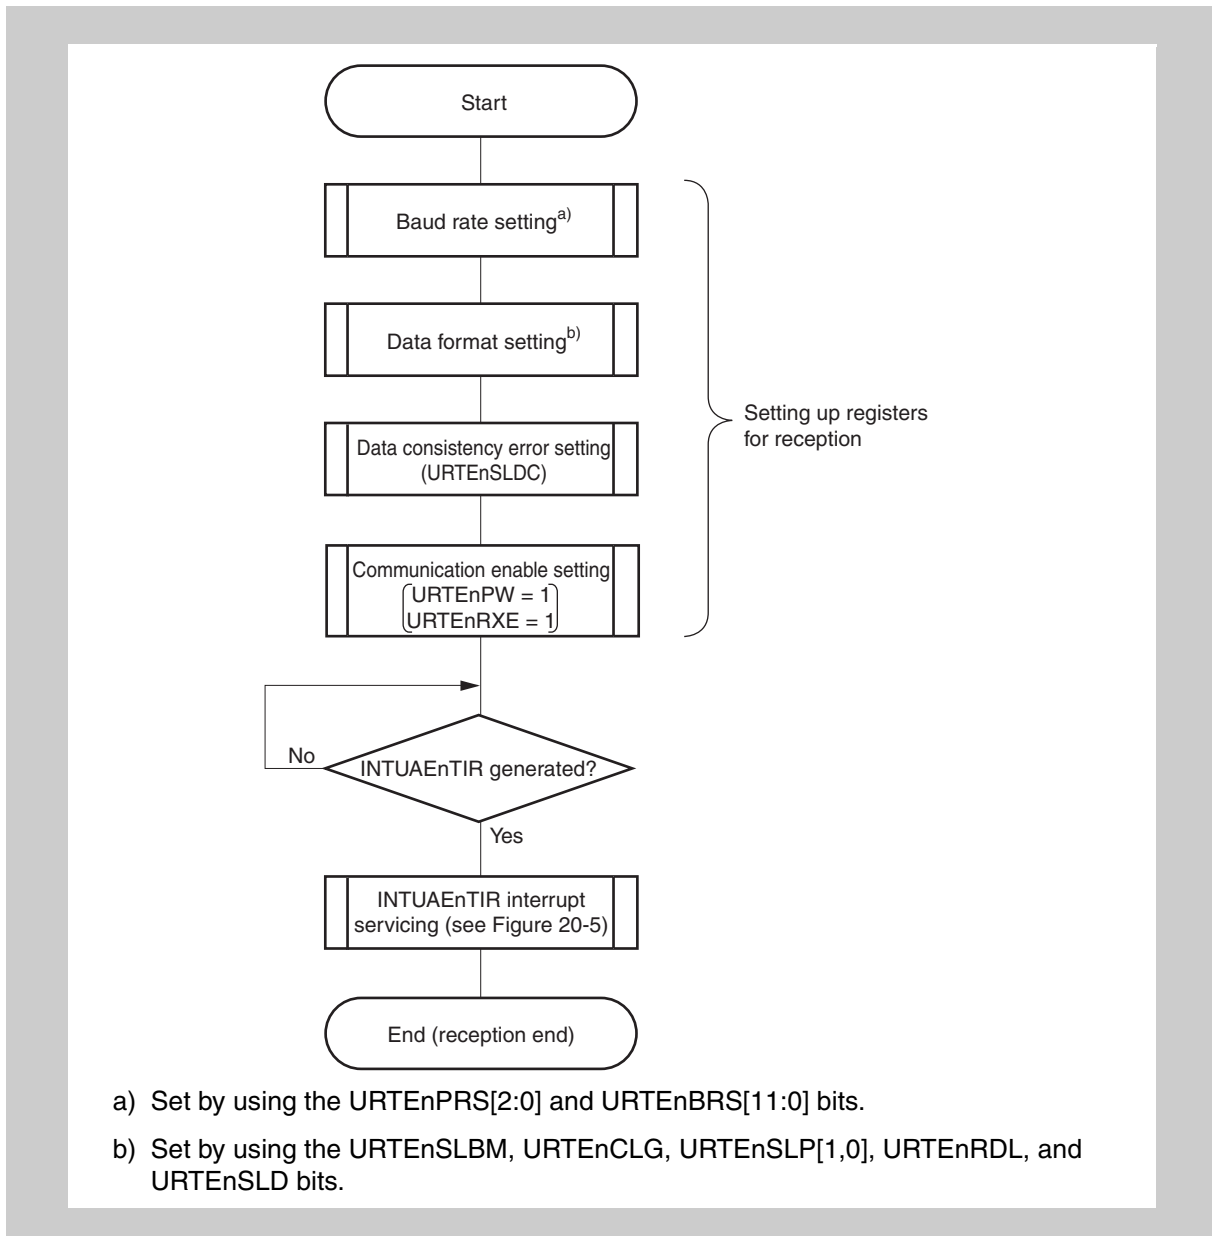 Start
Baud rate setting a)
Data format setting b)
Data consistency error setting
(URTEnSLDC)
Setting up registers
for reception
Communication enable setting
URTEnPW = 1
URTEnRXE = 1
No
INTUAEnTIR generated?
Yes
INTUAEnTIR interrupt
servicing (see Figure 20-5)
End (reception end)
a) Set by using the URTEnPRS[2:0] and URTEnBRS[11:0] bits.
b) Set by using the URTEnSLBM, URTEnCLG, URTEnSLP[1,0], URTEnRDL, and
URTEnSLD bits.